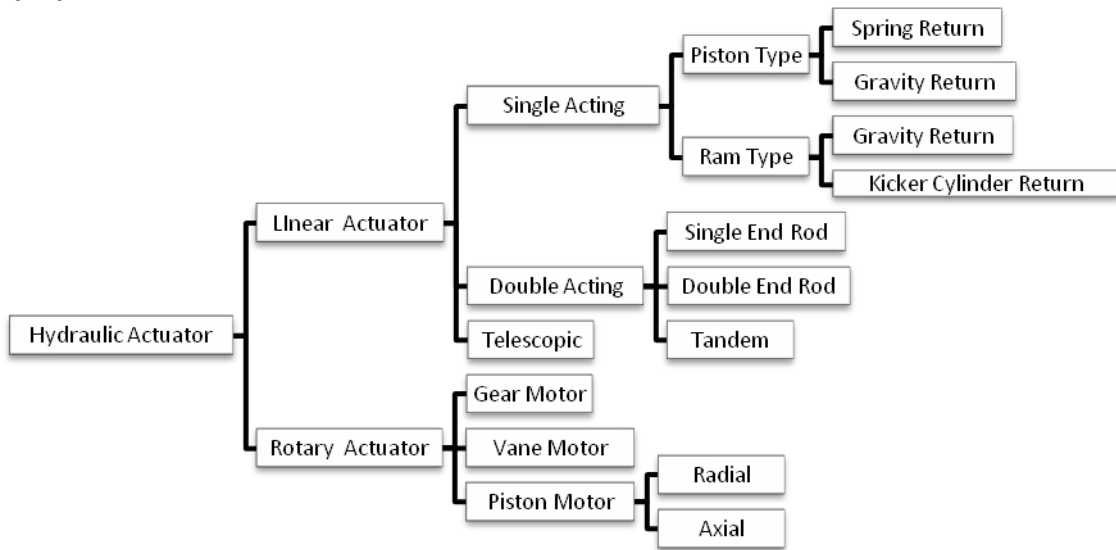 Spring Return
Piston Type
Gravity Return
Single Acting
Gravity Return
Ram Type
Kicker Cylinder Return
LInear Actuator
Single End Rod
Double Acting
Double End Rod
Hydraulic Actuator
Telescopic
Tandem
Gear Motor
Rotary Actuator
Vane Motor
Radial
Piston Motor
Axial